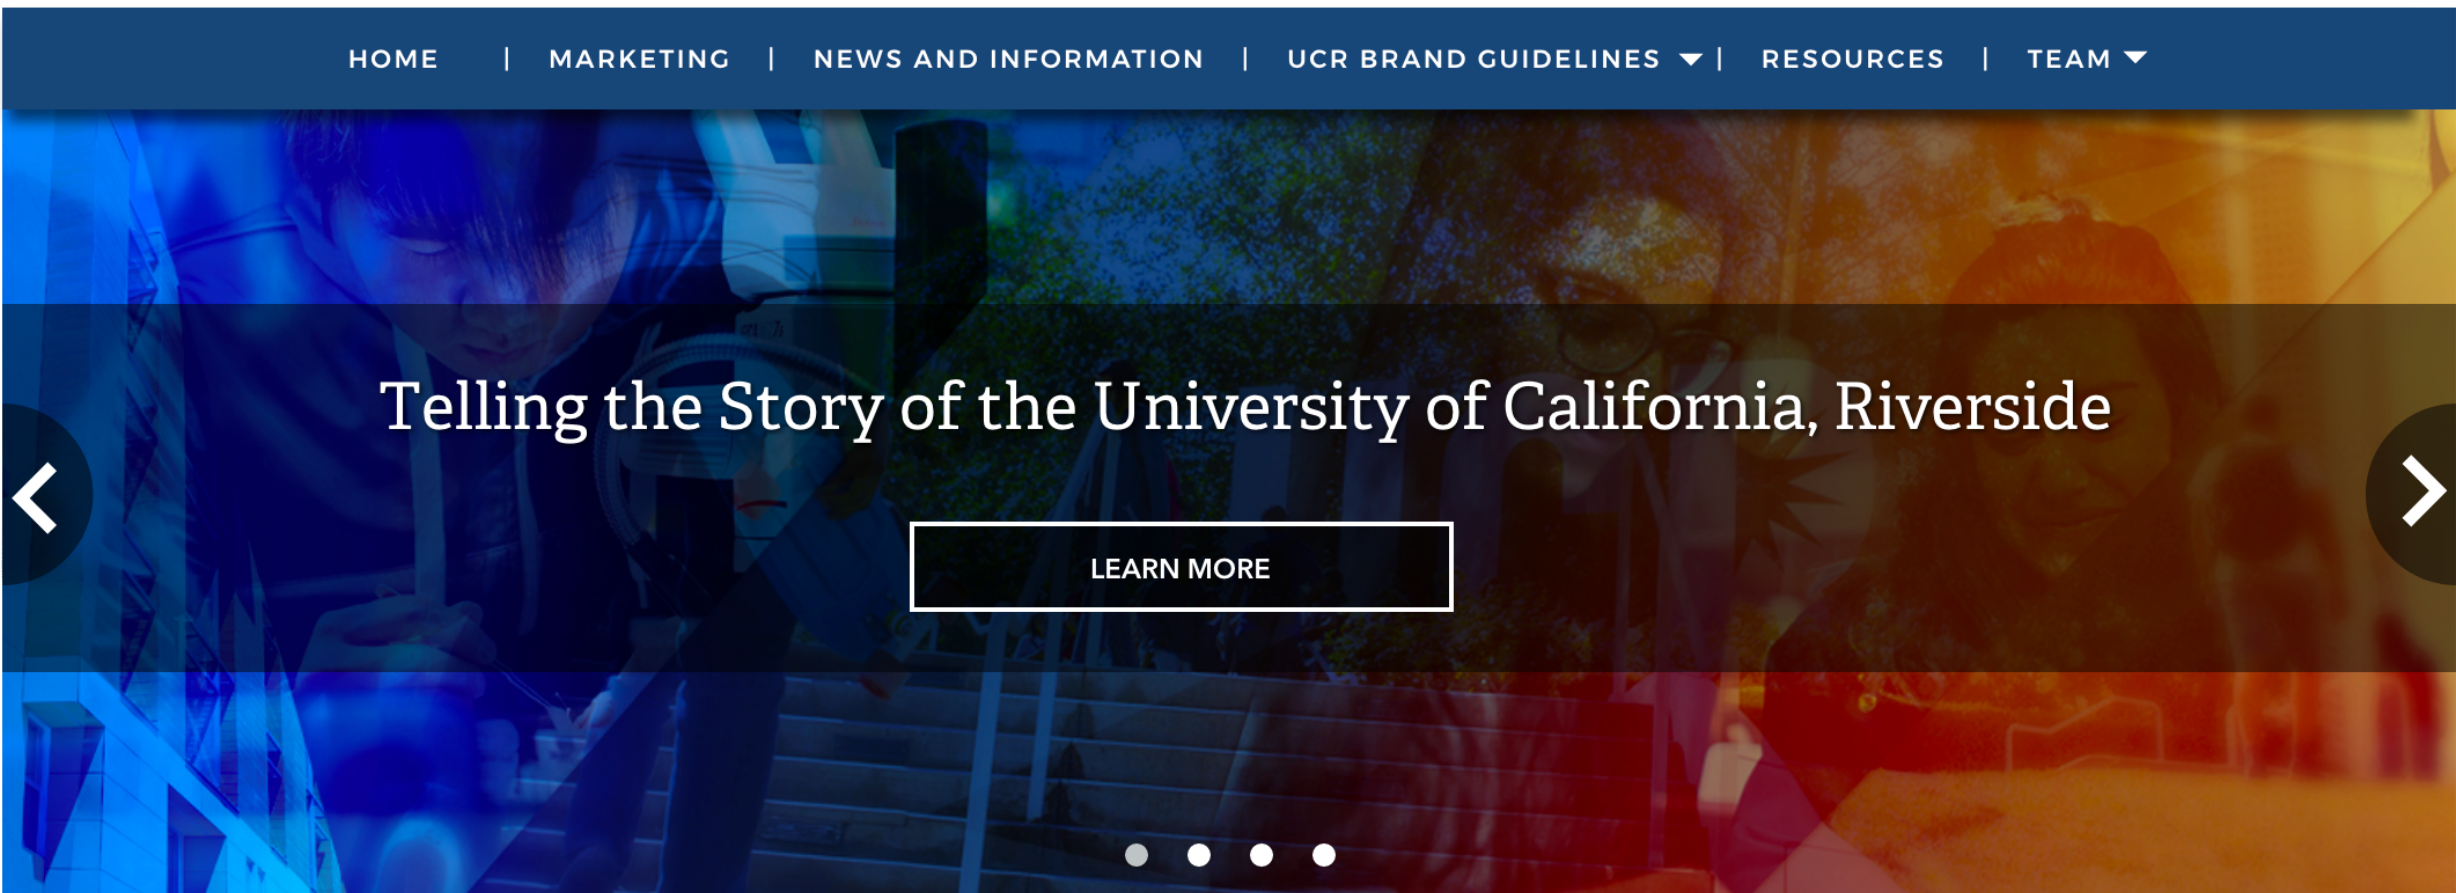 HOME | MARKETING | NEWS AND INFORMATION | UCR BRAND GUIDELINES | RESOURCES | TEAM
Telling the Story of the University of California, Riverside
LEARN MORE